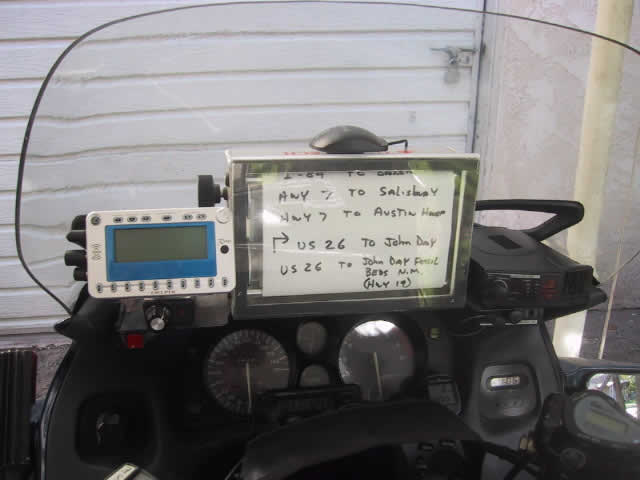 I-84 TO
HWY 7 TO SALISBURY
HWY 7 TO AUSTIN
US 26 TO John DAY
US 26 TO John DAY FOSSIL
BEDS N.M.
(HWY 19)